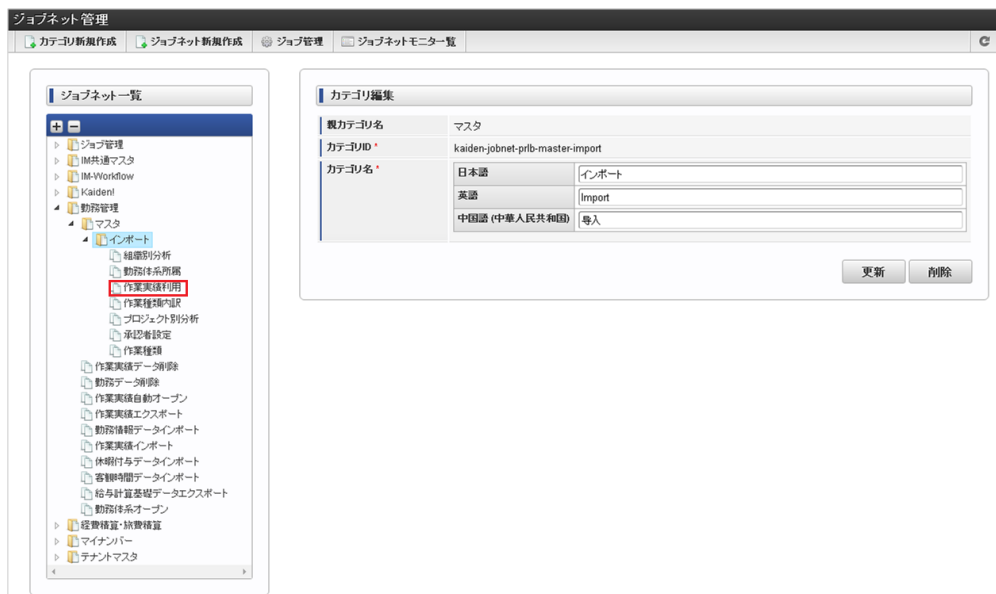 ジョブネット管理
カテゴリ新規作成 ジョブネット新規作成 ジョブ管理 ジョブネットモニター覧
ジョブネット一覧
ジョブ管理
IM共通マスタ
IM-Workflow
Kaiden!
勤務管理
マスタ
インポート
組織別分析
勤務体系所属
作業実績利用
作業種類内訳
プロジェクト別分析
承認者設定
作業種類
作業実績データ削除
勤務データ削除
作業実績自動オープン
作業実績エクスポート
勤務情報データインポート
作業実績インポート
休暇付与データインポート
客観時間データインポート
給与計算基礎データエクスポート
勤務体系オープン
経費精算・旅費精算
マイナンバー
テナントマスタ
カテゴリ編集
親カテゴリ名 マスタ
カテゴリID * kaiden-jobnet-prlb-master-import
カテゴリ名 * 日本語 インポート
英語 Import
中国語 (中華人民共和国) 导入
更新 削除